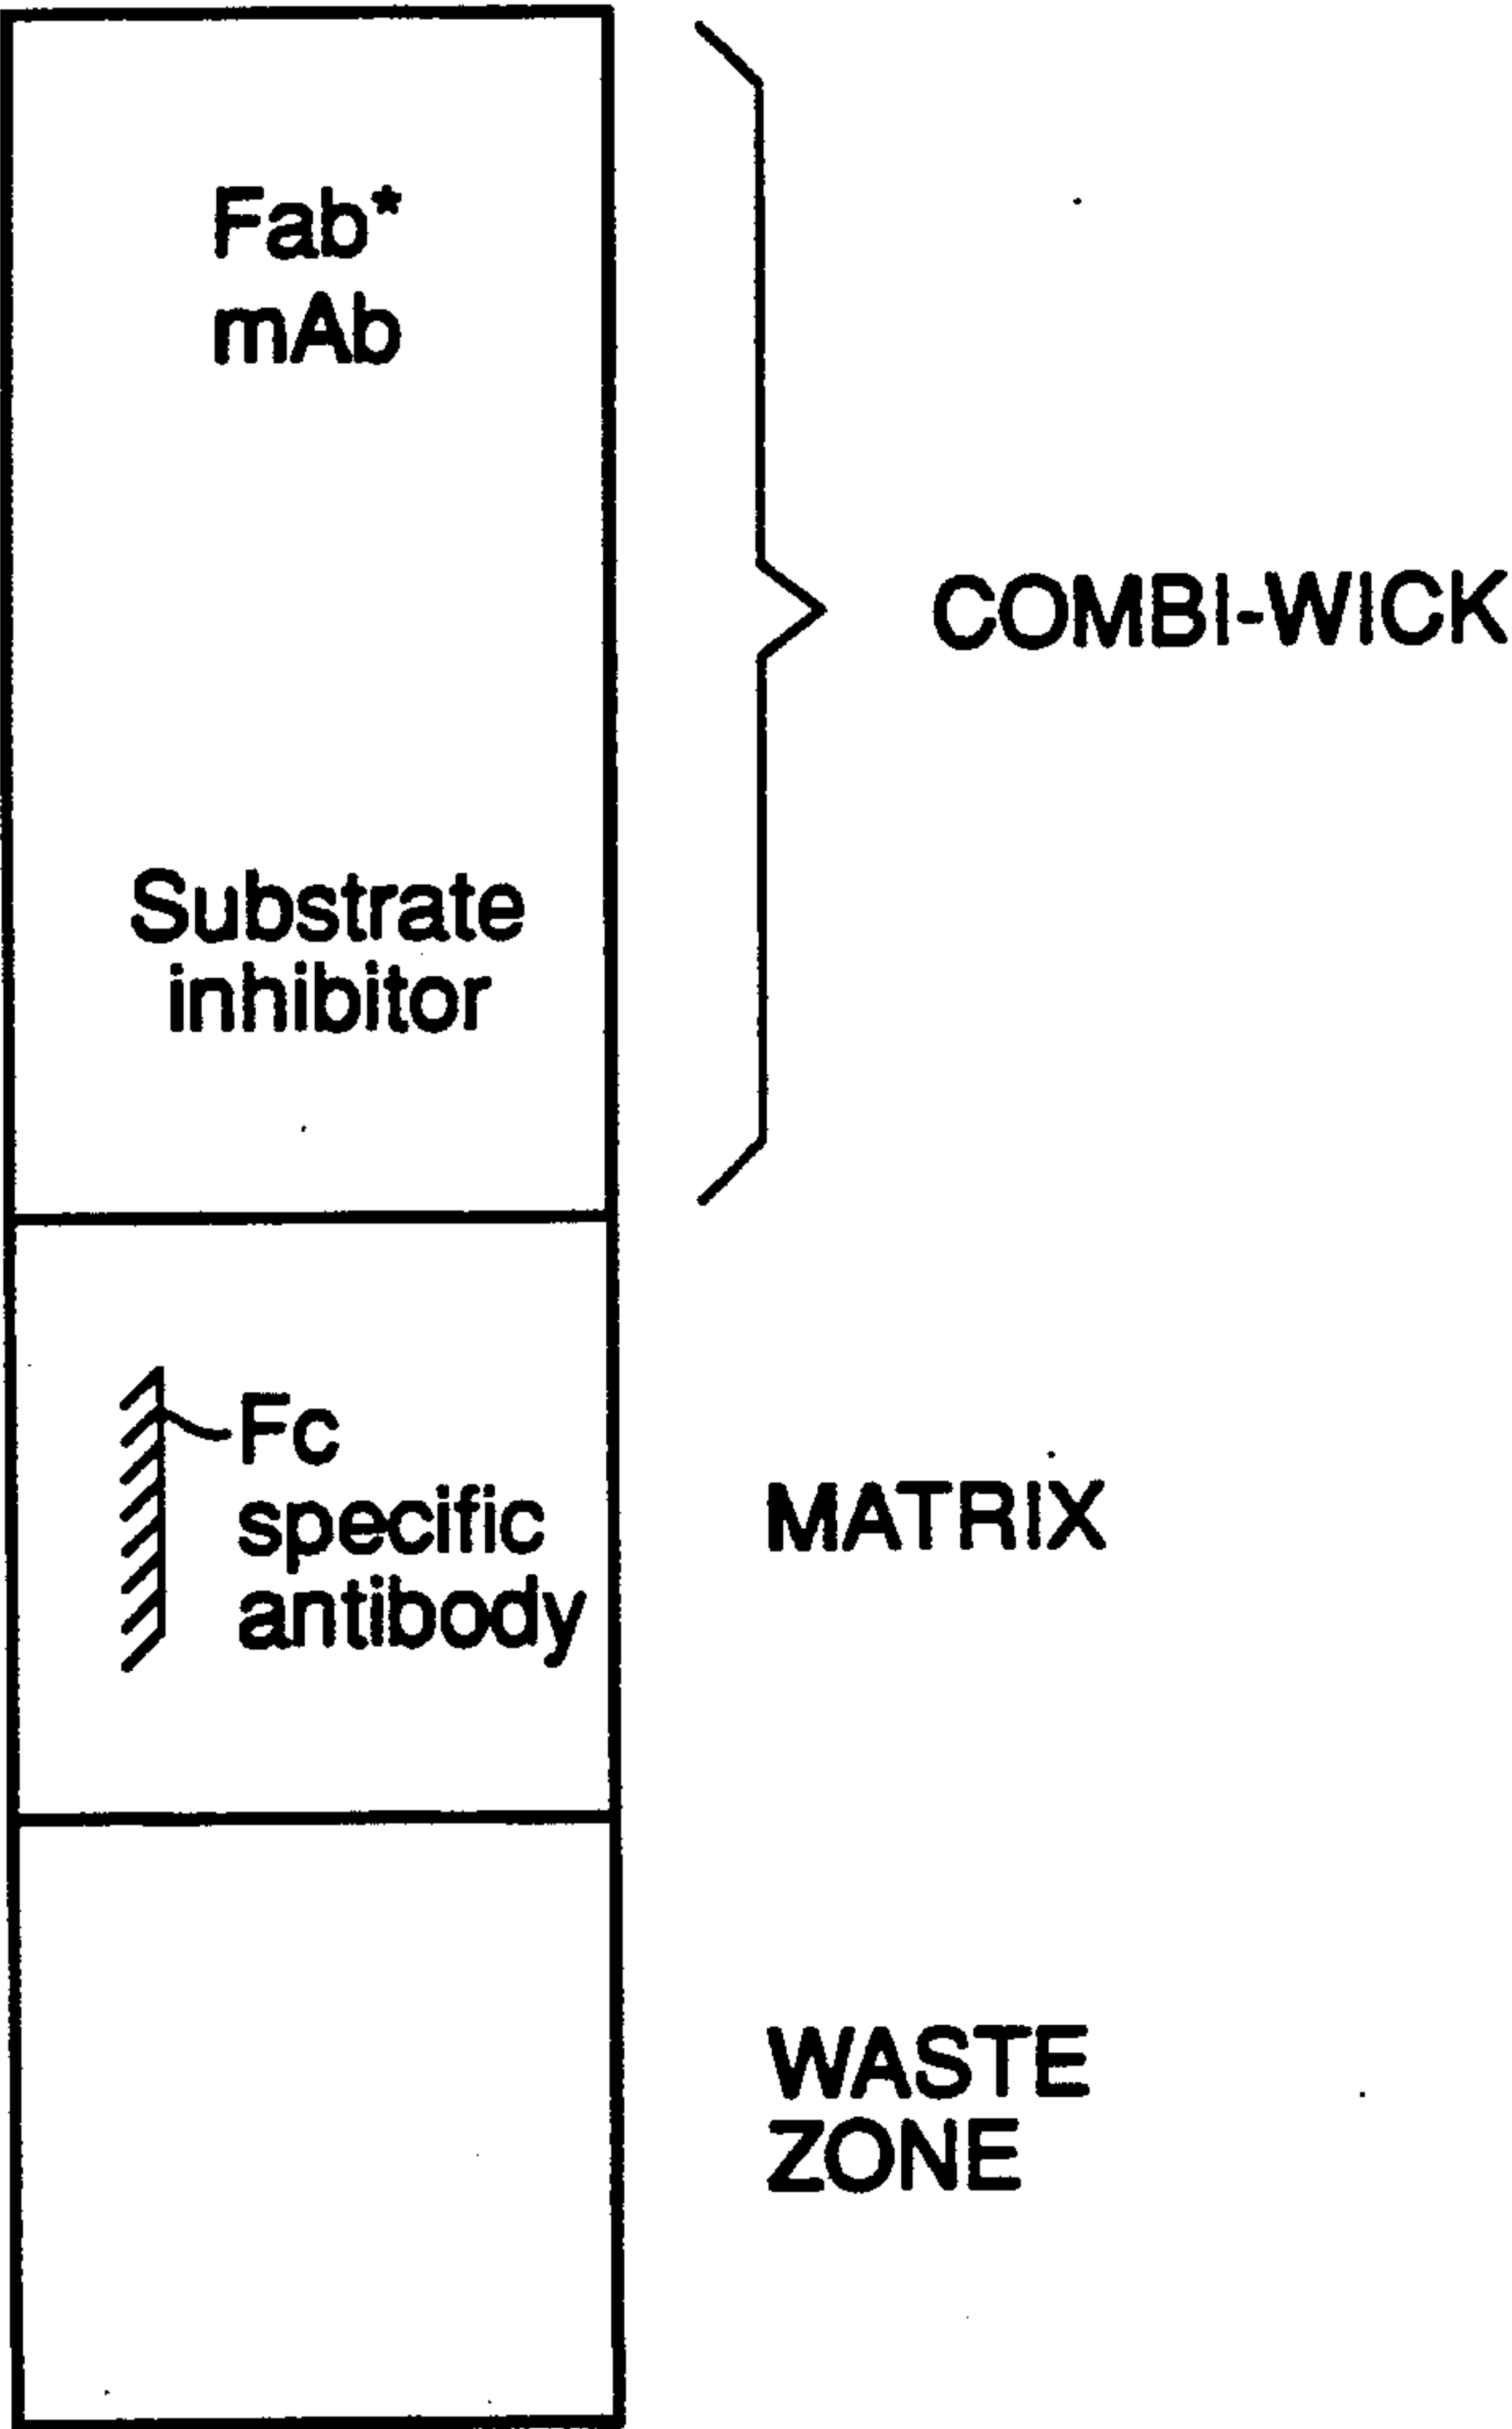 Fab*
mAb
COMBI-WICK
Substrate
inhibitor
Fc
specific
antibody
MATRIX
WASTE
ZONE